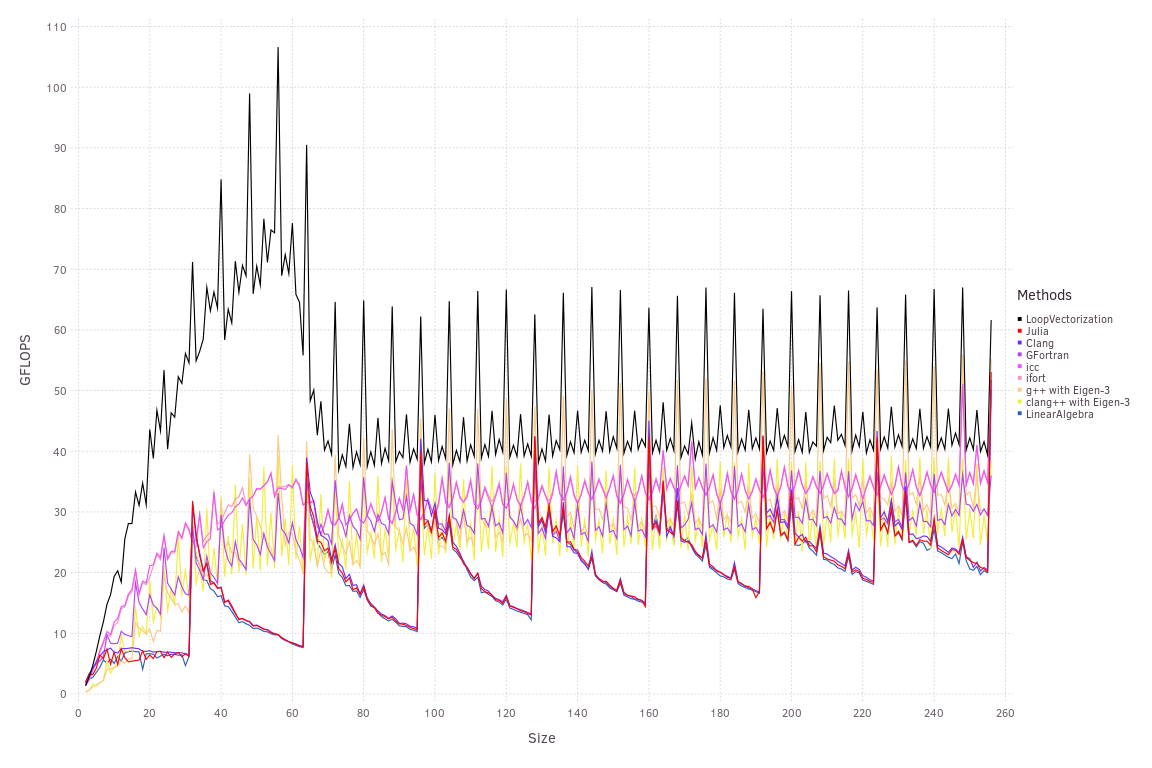 110
100
90
80
70
60
50
40
30
20
10
0
GFLOPS
0 20 40 60 80 100 120 140 160 180 200 220 240 260
Size
Methods
LoopVectorization
Julia
Clang
GFortran
icc
ifort
g++ with Eigen-3
clang++ with Eigen-3
LinearAlgebra